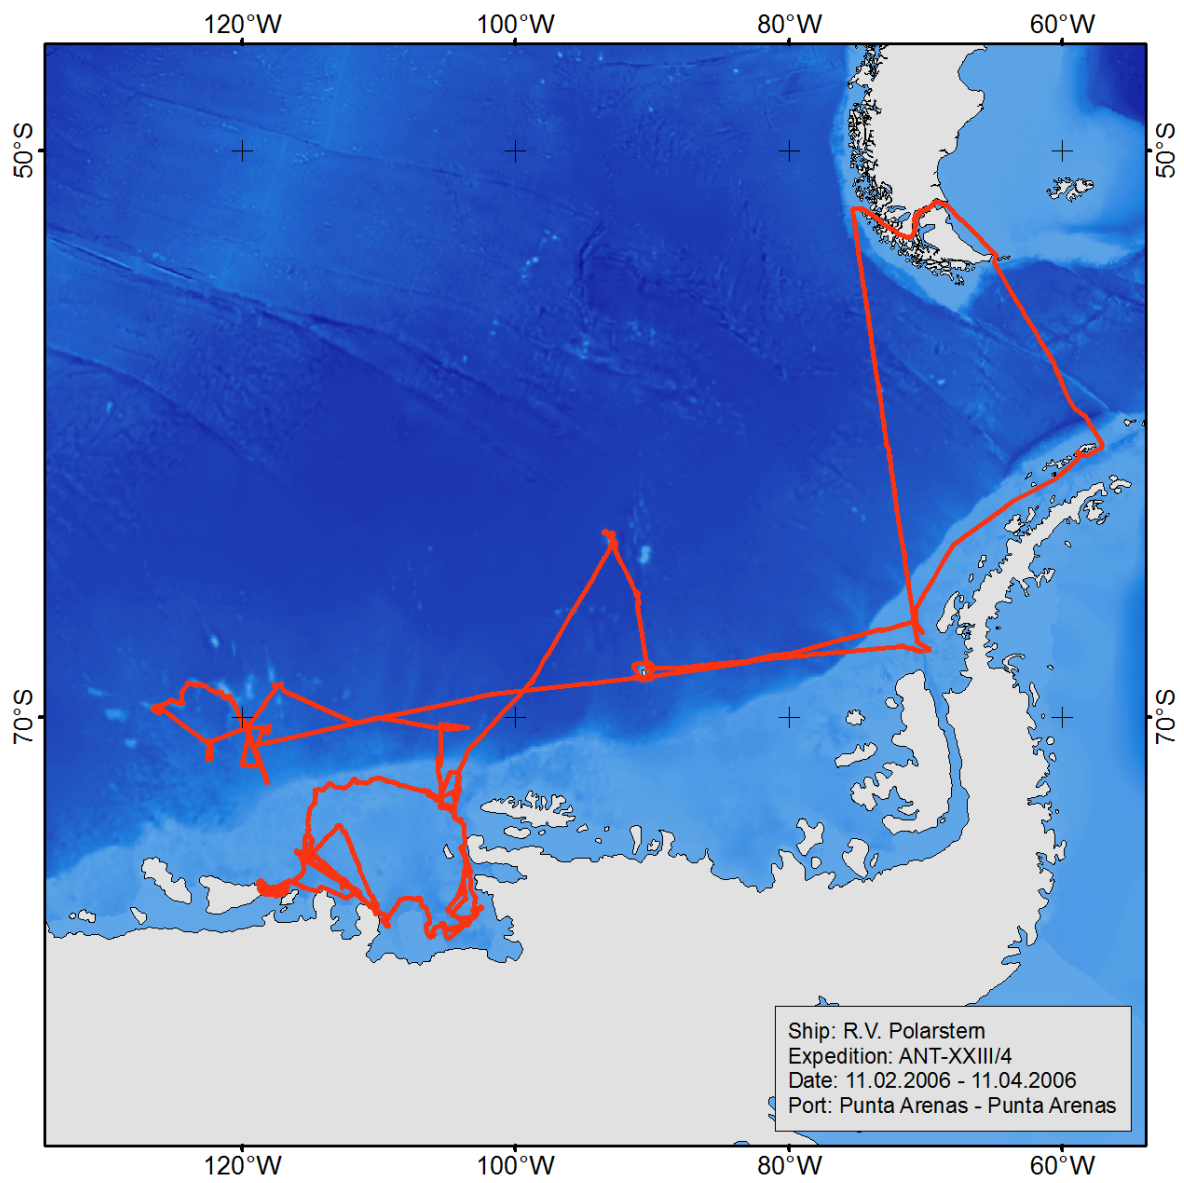 120°W 100°W 80°W 60°W
50°S 50°S
70°S 70°S
Ship: R.V. Polarstern
Expedition: ANT-XXIII/4
Date: 11.02.2006 - 11.04.2006
Port: Punta Arenas - Punta Arenas
120°W 100°W 80°W 60°W